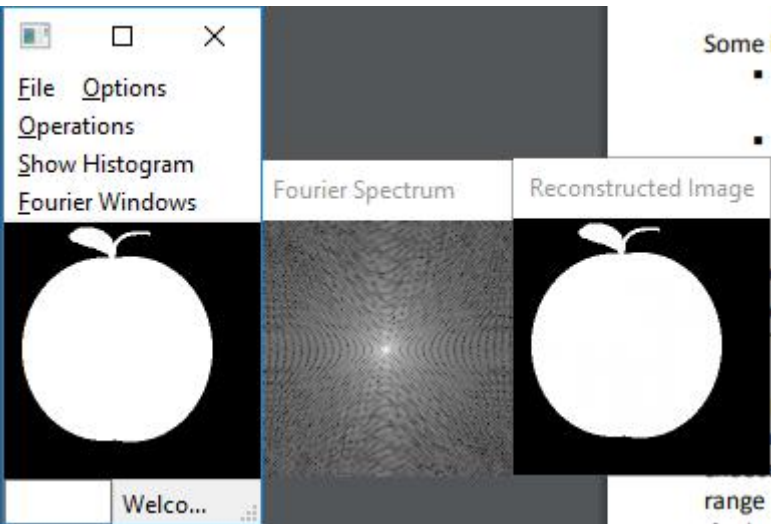 File Options
Operations
Show Histogram
Fourier Windows
Fourier Spectrum
Reconstructed Image
Welco...
Some
range